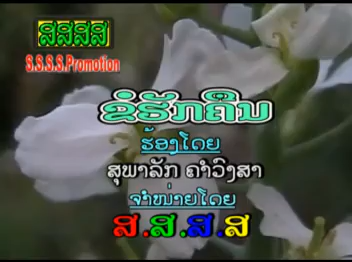 ສສສສ
S.S.S.S.Promotion
ຂໍຮັກຄືນ
ຮ້ອງໂດຍ
ສຸພາລັກ ຄຳວົງສາ
ຈຳໜ່າຍໂດຍ
ສ.ສ.ສ.ສ